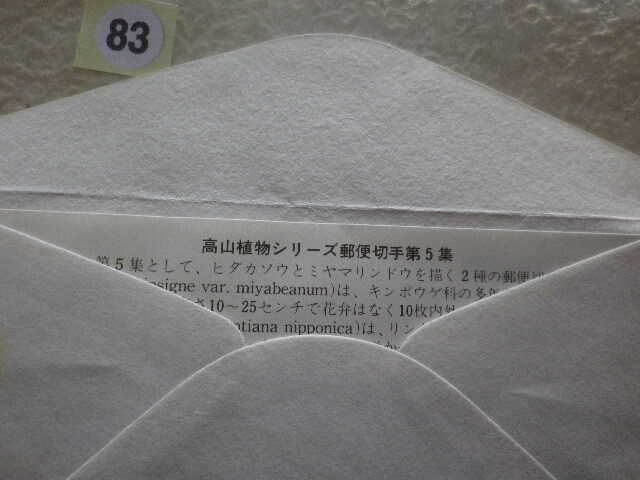 83
高山植物シリーズ郵便切手第5集
第5集として、ヒダカソウとミヤマリンドウを描く2種の郵便
signe var. miyabeanum)は、キンポウゲ科の多年
さ10〜25センチで花弁はなく10枚内外
tiana nipponica)は、リン